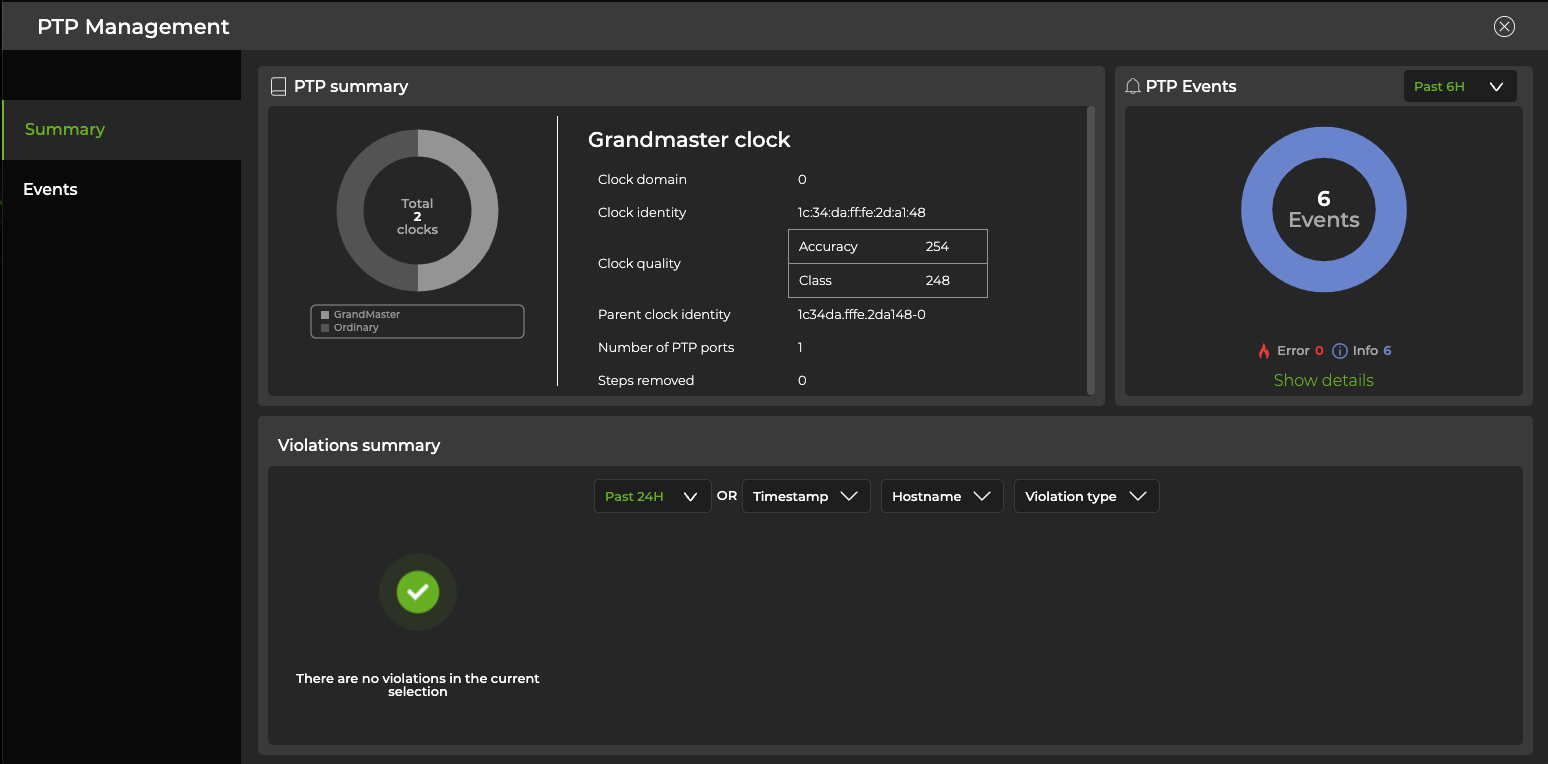 PTP Management
Summary
Events
PTP summary
Total
2
clocks
GrandMaster
Ordinary
Grandmaster clock
Clock domain 0
Clock identity 1c:34:da:ff:fe:2d:a1:48
Clock quality
Accuracy 254
Class 248
Parent clock identity 1c34da.fffe.2da148-0
Number of PTP ports 1
Steps removed 0
PTP Events
Past 6H
6
Events
Error 0 Info 6
Show details
Violations summary
Past 24H OR Timestamp Hostname Violation type
There are no violations in the current
selection